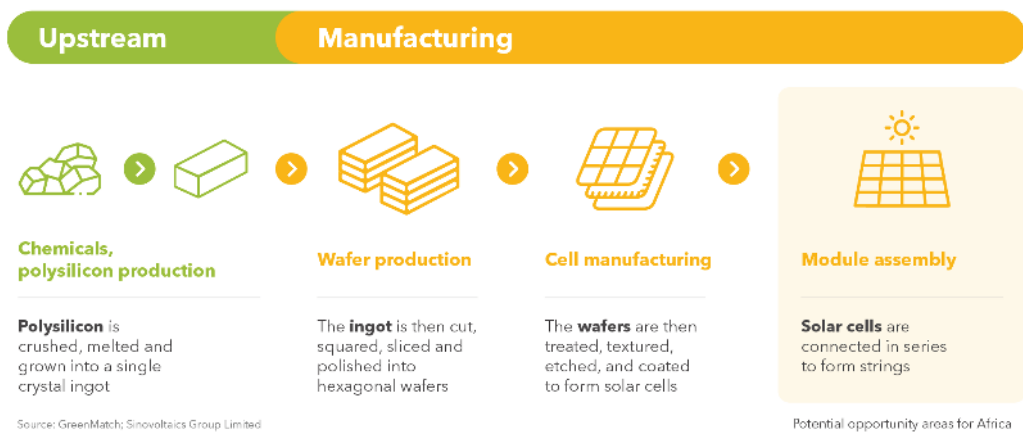 Upstream
Manufacturing
Chemicals,
polysilicon production
Polysilicon is
crushed, melted and
grown into a single
crystal ingot
Wafer production
The ingot is then cut,
squared, sliced and
polished into
hexagonal wafers
Cell manufacturing
The wafers are then
treated, textured,
etched, and coated
to form solar cells
Module assembly
Solar cells are
connected in series
to form strings
Source: GreenMatch; Sinovoltaics Group Limited
Potential opportunity areas for Africa